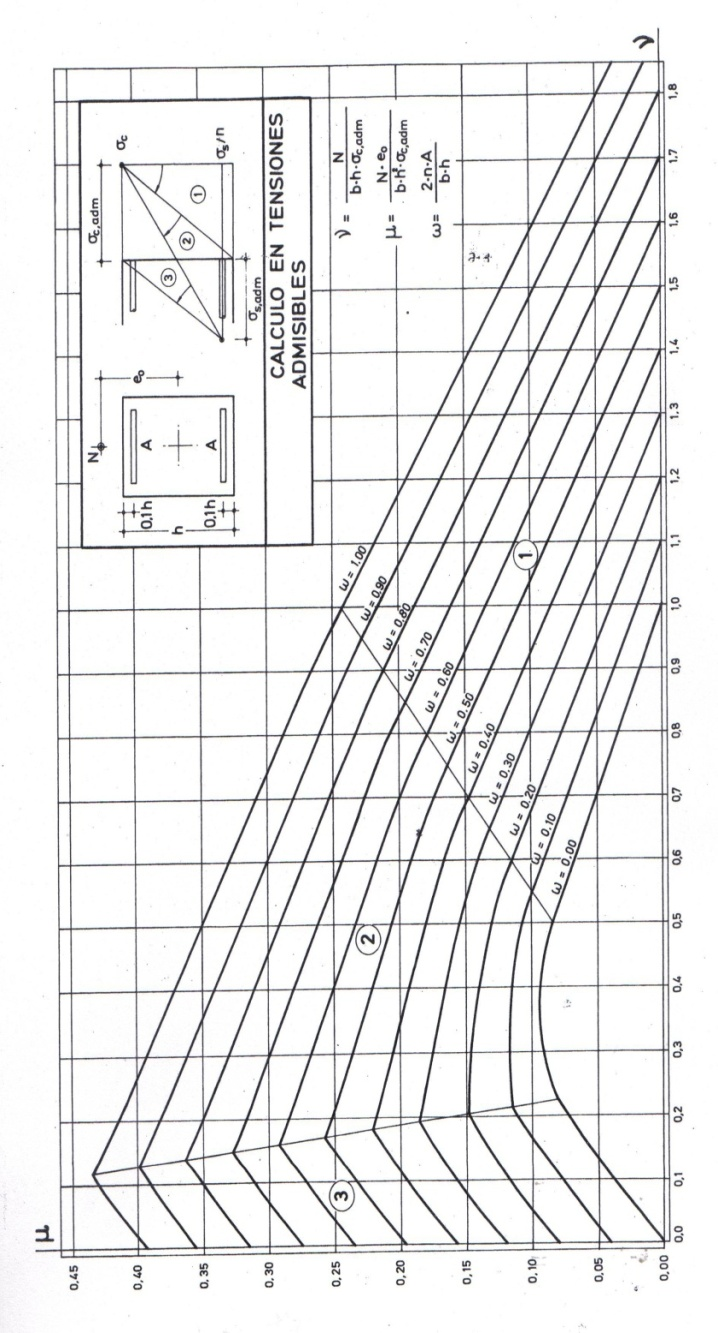 μ
0,45
0,40
0,35
0,30
0,25
0,20
0,15
0,10
0,05
0,00
0,0
0,1
0,2
0,3
0,4
0,5
0,6
0,7
0,8
0,9
1,0
1,1
1,2
1,3
1,4
1,5
1,6
1,7
1,8
ν
N
e₀
0,1h
h
0,1h
A
A
σc,adm
σc
3
2
1
σs,adm
σs/n
CALCULO EN TENSIONES
ADMISIBLES
ν = N / b·h·σc,adm
μ = N·e₀ / b·h²·σc,adm
ω = 2·n·A / b·h
ω = 1.00
ω = 0.90
ω = 0.80
ω = 0.70
ω = 0.60
ω = 0.50
ω = 0.40
ω = 0.30
ω = 0.20
ω = 0.10
ω = 0.00
1
2
3